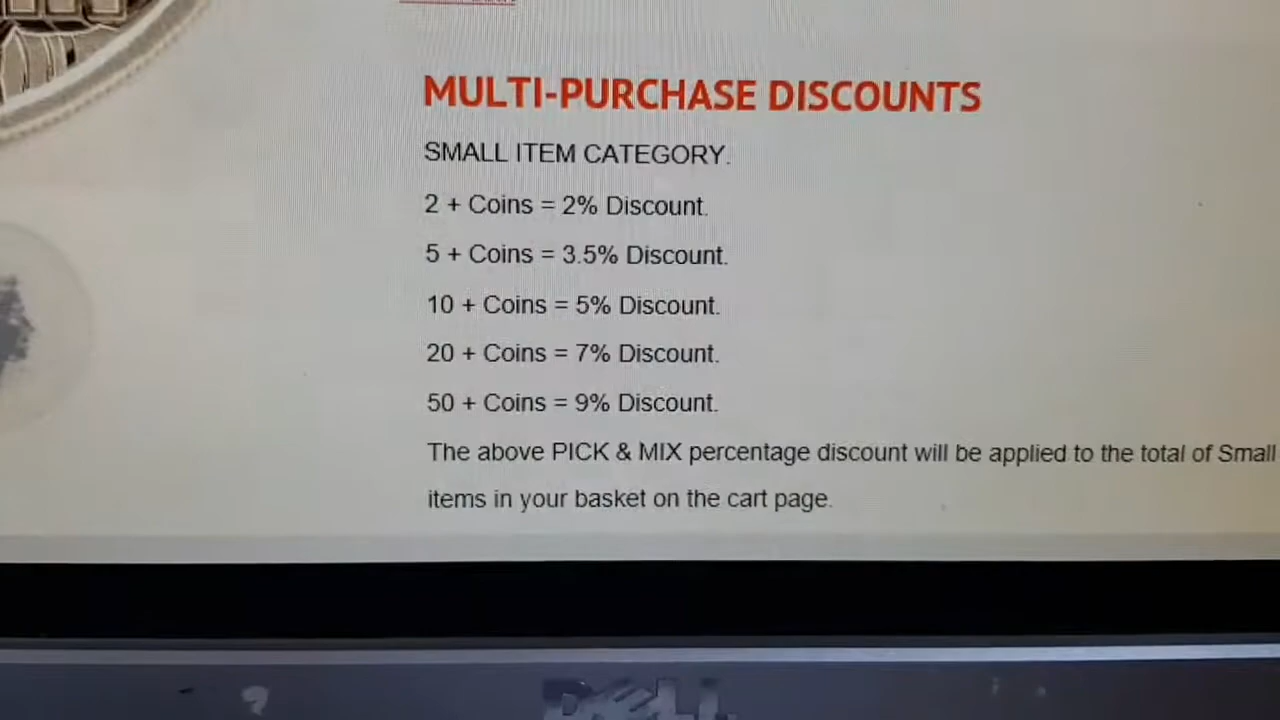 MULTI-PURCHASE DISCOUNTS
SMALL ITEM CATEGORY.
2 + Coins = 2% Discount.
5 + Coins = 3.5% Discount.
10 + Coins = 5% Discount.
20 + Coins = 7% Discount.
50 + Coins = 9% Discount.
The above PICK & MIX percentage discount will be applied to the total of Small
items in your basket on the cart page.
DELL